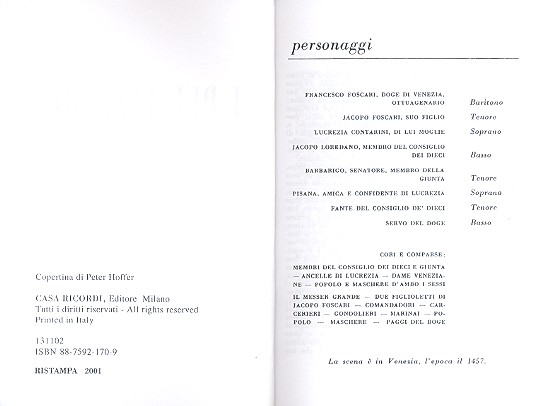 Copertina di Peter Hoffer
CASA RICORDI, Editore Milano
Tutti i diritti riservati - All rights reserved
Printed in Italy
131102
ISBN 88-7592-170-9
RISTAMPA 2001
personaggi
FRANCESCO FOSCARI, DOGE DI VENEZIA,
OTTUAGENARIO Baritono
JACOPO FOSCARI, SUO FIGLIO Tenore
LUCREZIA CONTARINI, DI LUI MOGLIE Soprano
JACOPO LOREDANO, MEMBRO DEL CONSIGLIO
DEI DIECI Basso
BARBARIGO, SENATORE, MEMBRO DELLA
GIUNTA Tenore
PISANA, AMICA E CONFIDENTE DI LUCREZIA Soprano
FANTE DEL CONSIGLIO DE' DIECI Tenore
SERVO DEL DOGE Basso
CORI E COMPARSE:
MEMBRI DEL CONSIGLIO DEI DIECI E GIUNTA
— ANCELLE DI LUCREZIA — DAME VENEZIA-
NE — POPOLO E MASCHERE D'AMBO I SESSI
IL MESSER GRANDE — DUE FIGLIOLETTI DI
JACOPO FOSCARI — COMANDADORI — CAR-
CERIERI — GONDOLIERI — MARINAI — PO-
POLO — MASCHERE — PAGGI DEL DOGE
La scena è in Venezia, l'epoca il 1457.